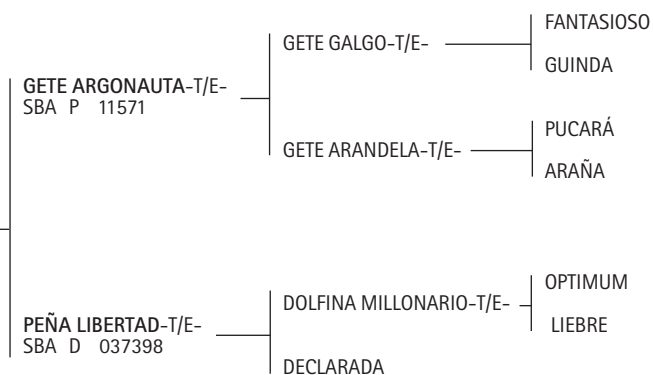 FANTASIOSO
GETE GALGO-T/E-
GUINDA
GETE ARGONAUTA-T/E-
SBA P 11571
PUCARÁ
GETE ARANDELA-T/E-
ARAÑA
OPTIMUM
DOLFINA MILLONARIO-T/E-
LIEBRE
PEÑA LIBERTAD-T/E-
SBA D 037398
DECLARADA